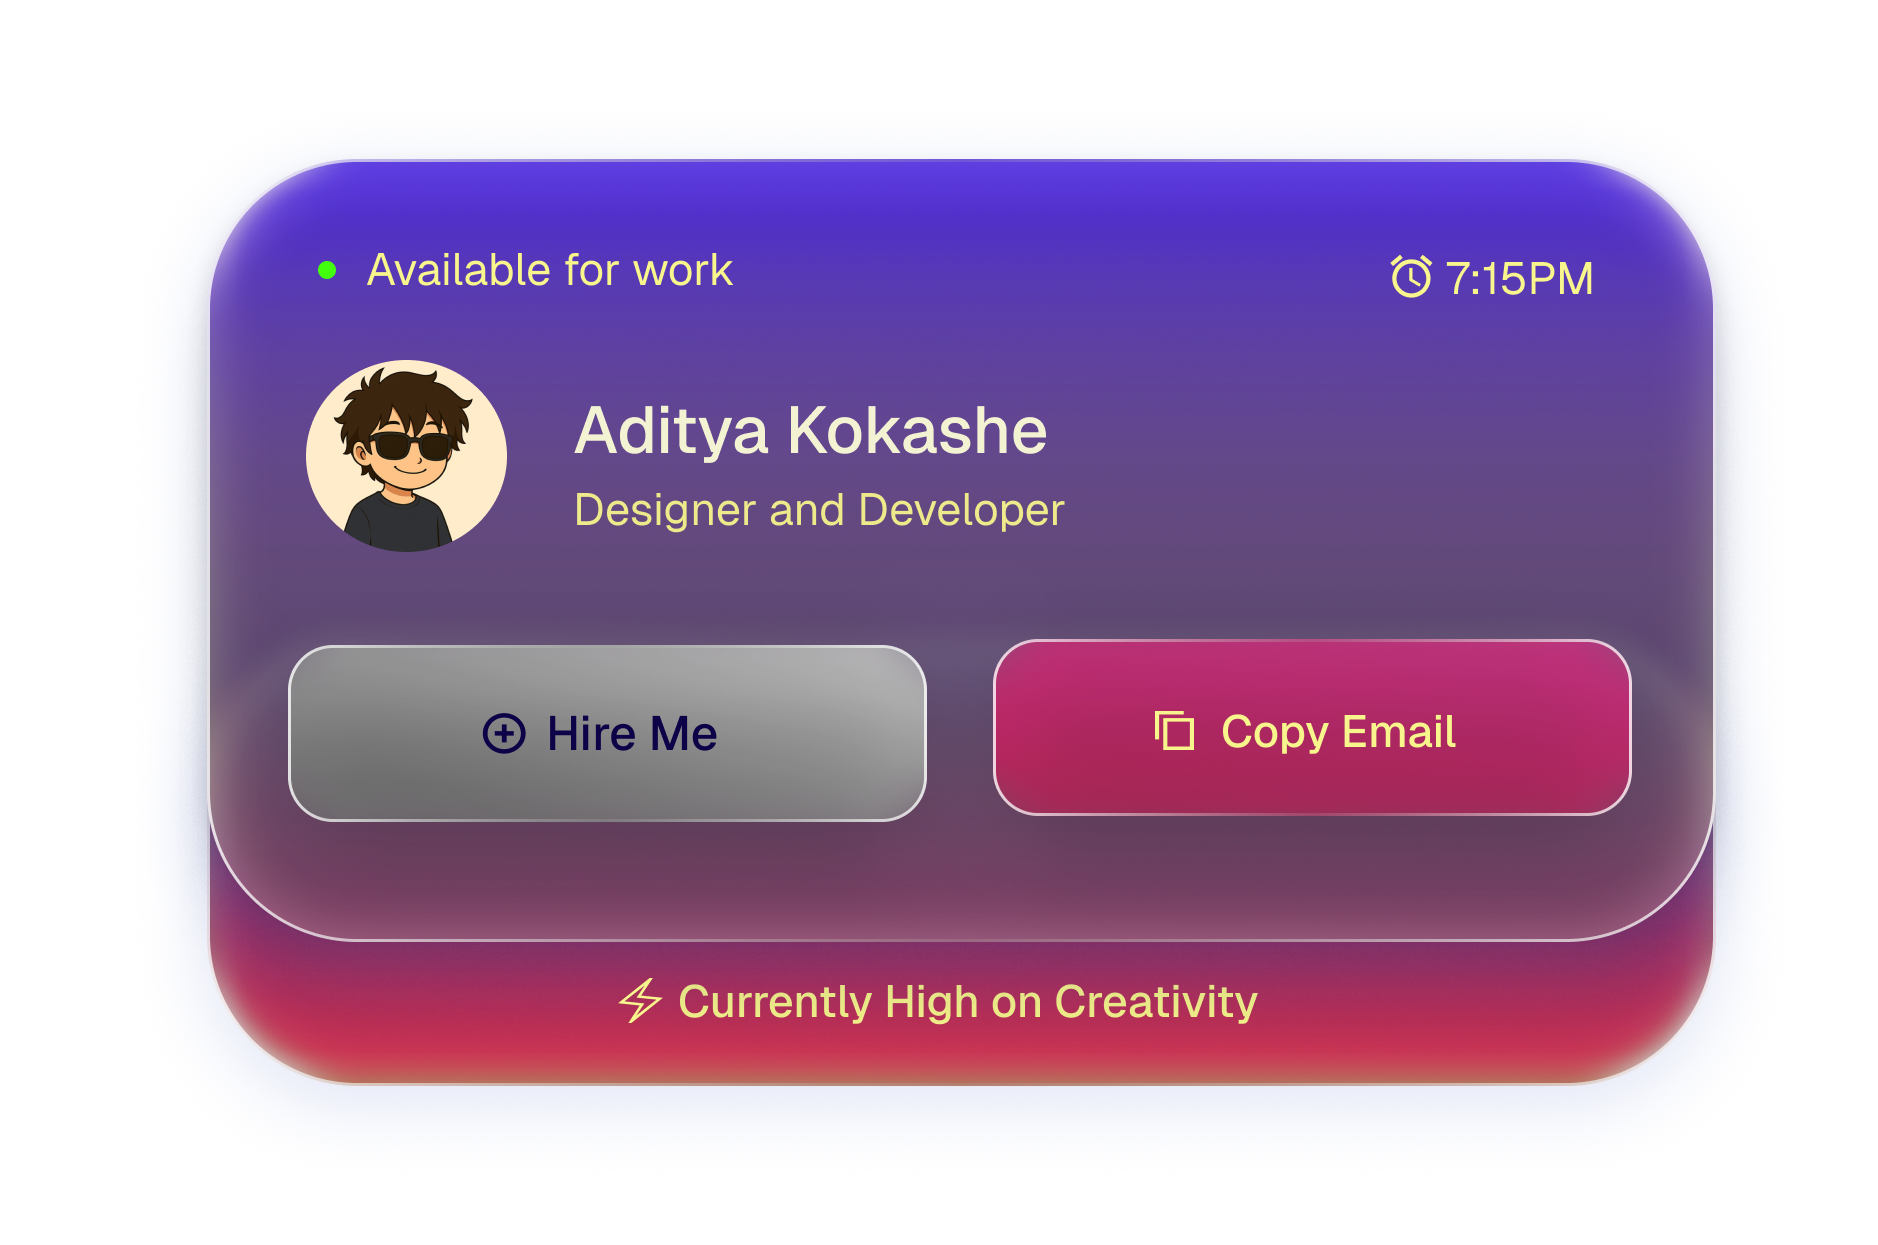 Available for work
7:15PM
Aditya Kokashe
Designer and Developer
Hire Me
Copy Email
Currently High on Creativity